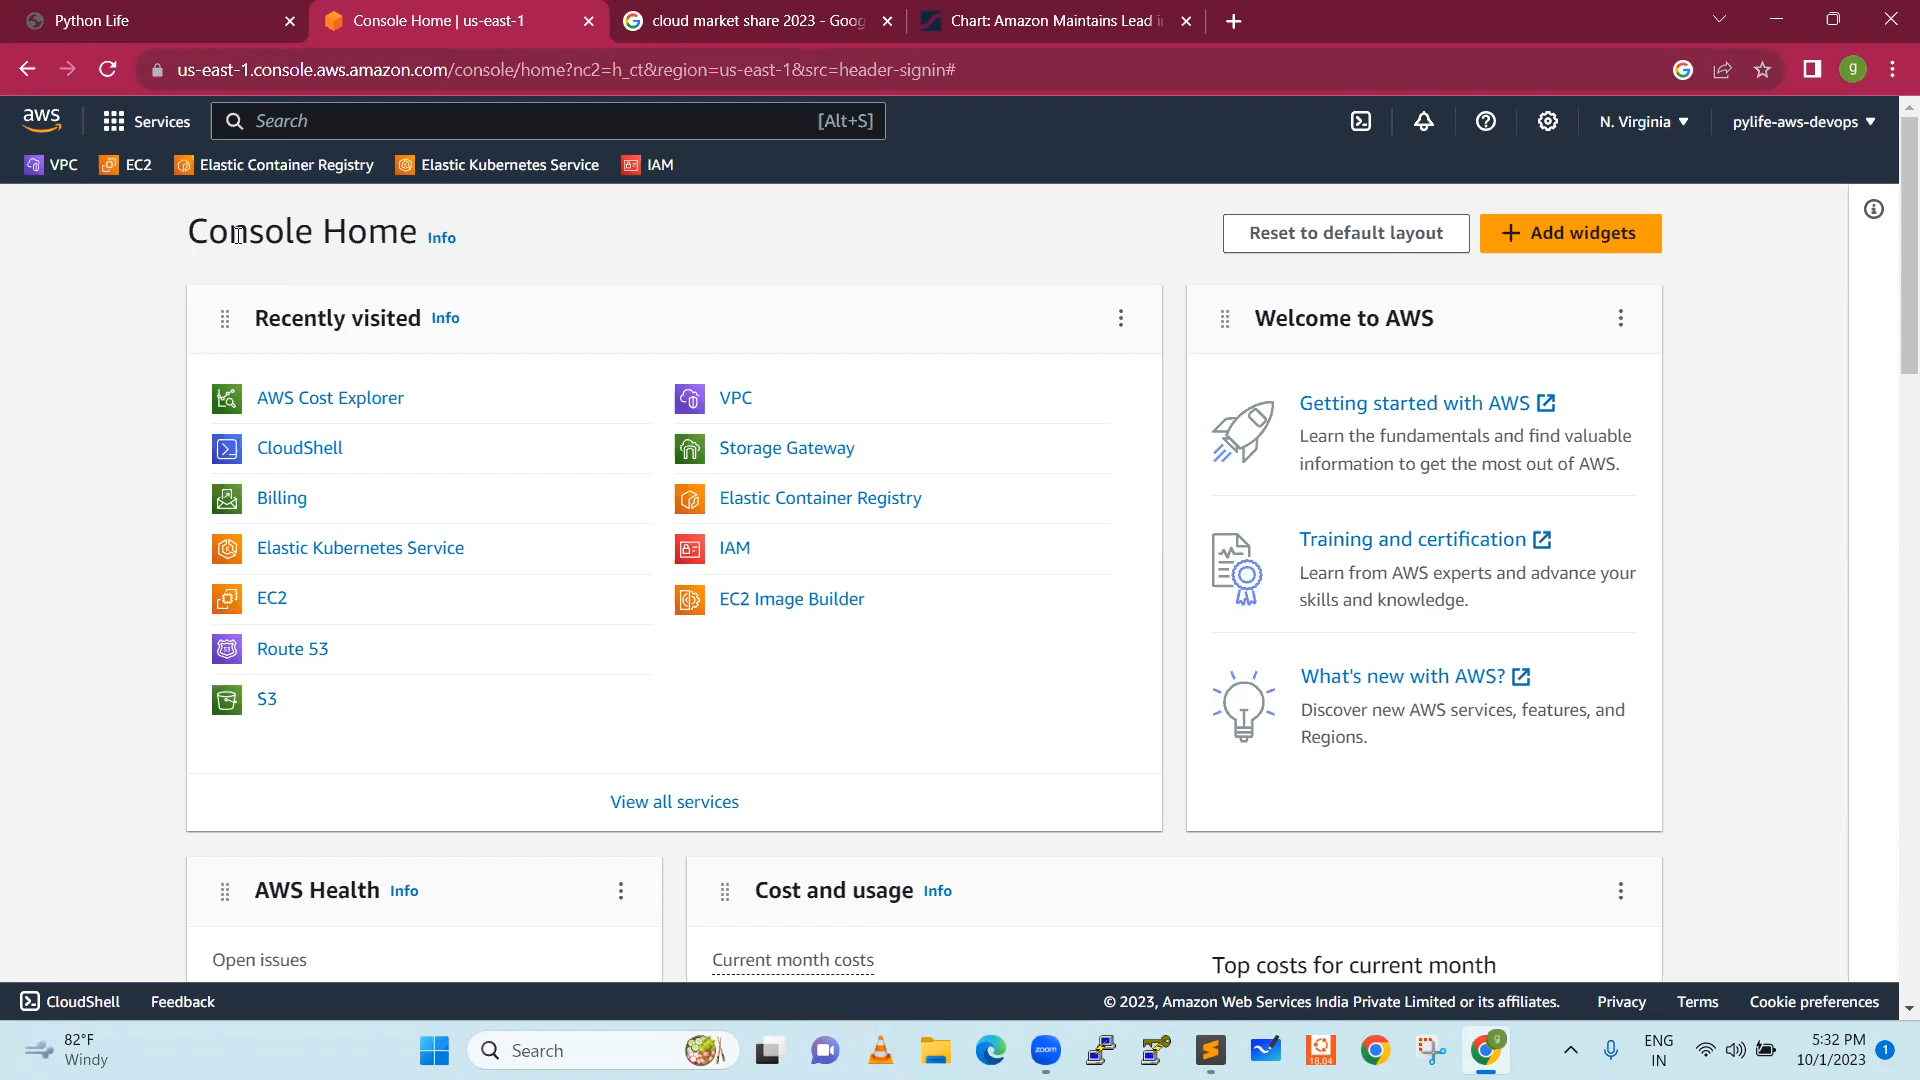 Python Life
Console Home | us-east-1
cloud market share 2023 - Goog
Chart: Amazon Maintains Lead i
us-east-1.console.aws.amazon.com/console/home?nc2=h_ct&region=us-east-1&src=header-signin#
g
aws
Services
Search
[Alt+S]
N. Virginia
pylife-aws-devops
VPC
EC2
Elastic Container Registry
Elastic Kubernetes Service
IAM
Console Home Info
Reset to default layout
+ Add widgets
Recently visited Info
AWS Cost Explorer
CloudShell
Billing
Elastic Kubernetes Service
EC2
Route 53
S3
VPC
Storage Gateway
Elastic Container Registry
IAM
EC2 Image Builder
View all services
Welcome to AWS
Getting started with AWS
Learn the fundamentals and find valuable
information to get the most out of AWS.
Training and certification
Learn from AWS experts and advance your
skills and knowledge.
What's new with AWS?
Discover new AWS services, features, and
Regions.
AWS Health Info
Open issues
Cost and usage Info
Current month costs
Top costs for current month
CloudShell
Feedback
© 2023, Amazon Web Services India Private Limited or its affiliates.
Privacy
Terms
Cookie preferences
82°F
Windy
Search
zoom
18.04
g
ENG
IN
5:32 PM
10/1/2023
1